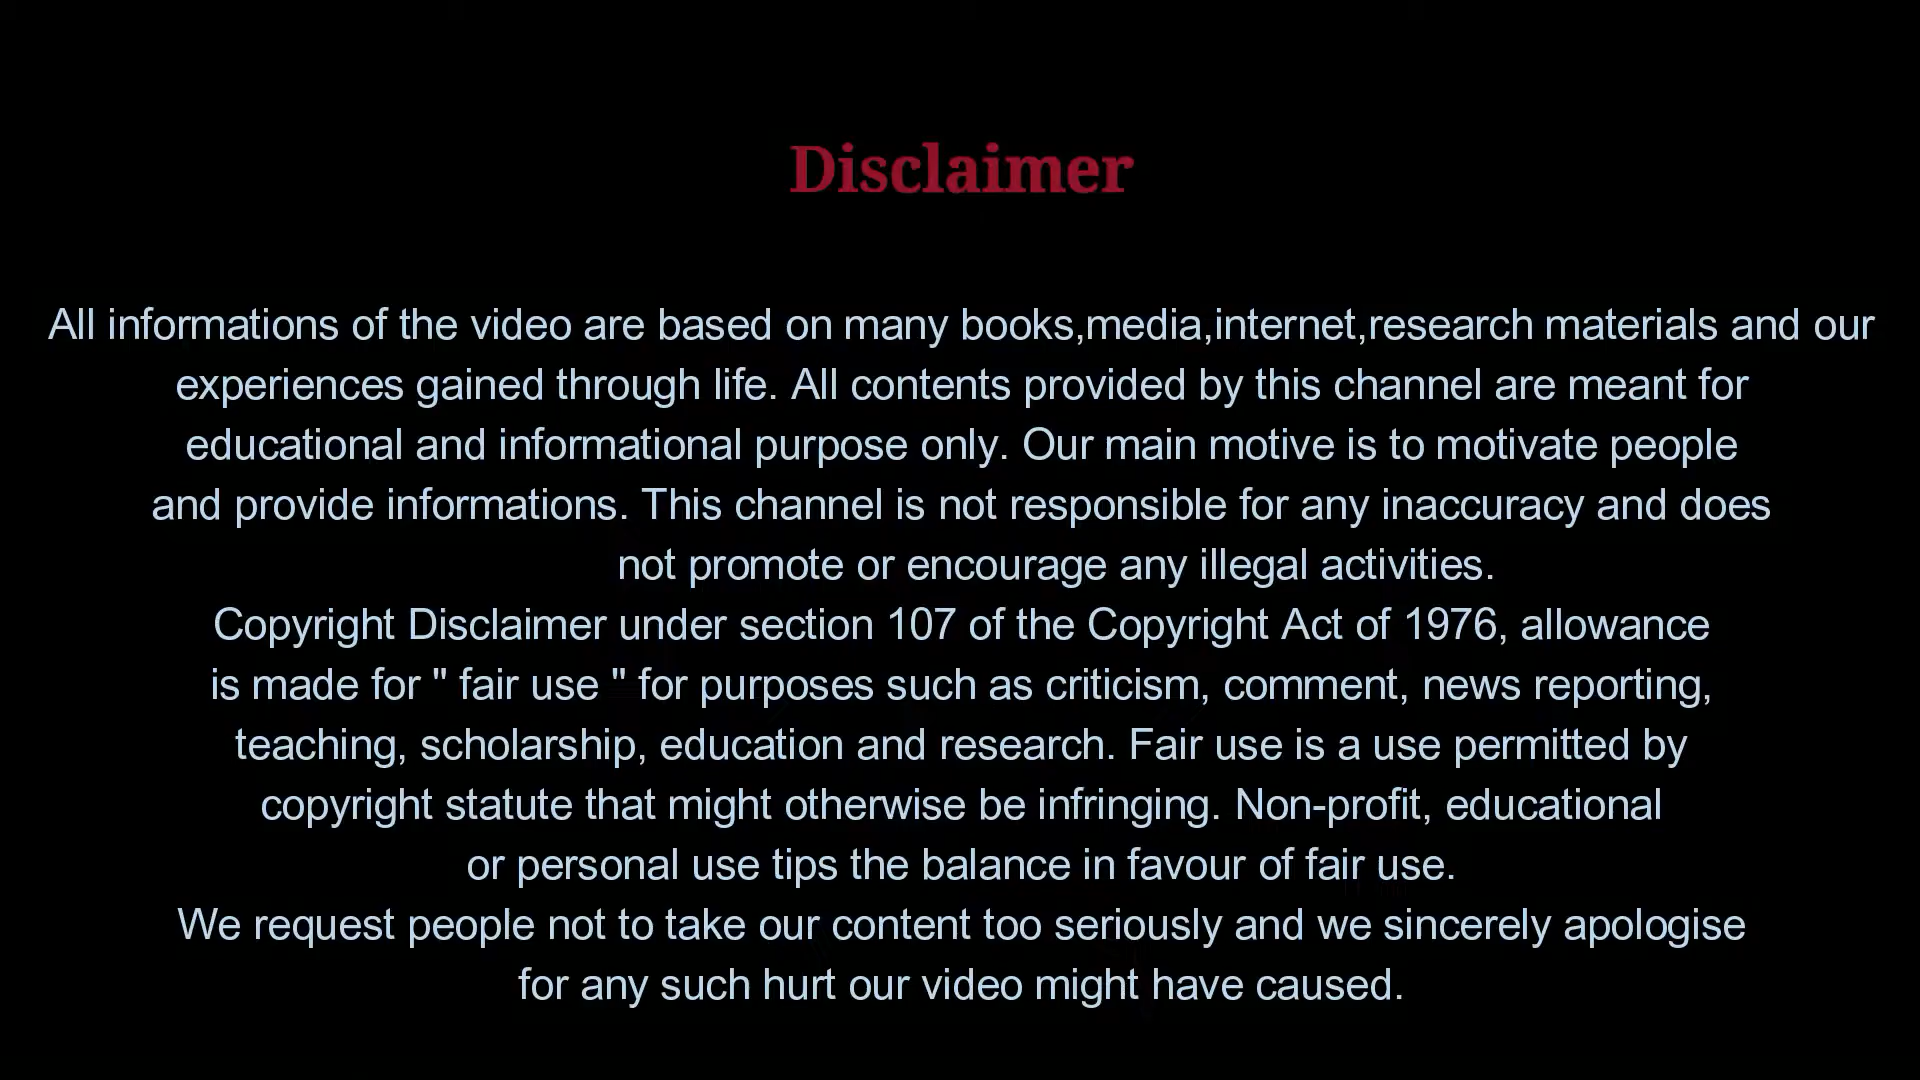 Disclaimer
All informations of the video are based on many books,media,internet,research materials and our
experiences gained through life. All contents provided by this channel are meant for
educational and informational purpose only. Our main motive is to motivate people
and provide informations. This channel is not responsible for any inaccuracy and does
not promote or encourage any illegal activities.
Copyright Disclaimer under section 107 of the Copyright Act of 1976, allowance
is made for " fair use " for purposes such as criticism, comment, news reporting,
teaching, scholarship, education and research. Fair use is a use permitted by
copyright statute that might otherwise be infringing. Non-profit, educational
or personal use tips the balance in favour of fair use.
We request people not to take our content too seriously and we sincerely apologise
for any such hurt our video might have caused.